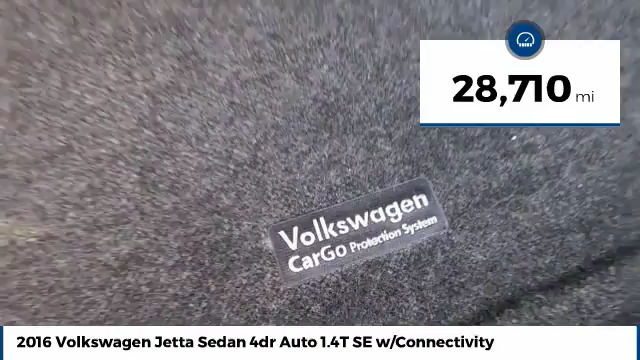 28,710 mi
Volkswagen
CarGo Protection System
2016 Volkswagen Jetta Sedan 4dr Auto 1.4T SE w/Connectivity